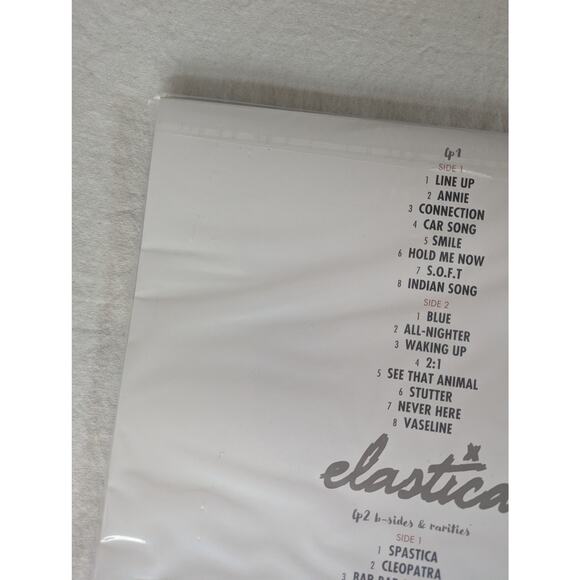 Lp1
SIDE 1
1 LINE UP
2 ANNIE
3 CONNECTION
4 CAR SONG
5 SMILE
6 HOLD ME NOW
7 S.O.F.T
8 INDIAN SONG
SIDE 2
1 BLUE
2 ALL-NIGHTER
3 WAKING UP
4 2:1
5 SEE THAT ANIMAL
6 STUTTER
7 NEVER HERE
8 VASELINE
elastica
Lp2 b-sides & rarities
SIDE 1
1 SPASTICA
2 CLEOPATRA
3 BAR